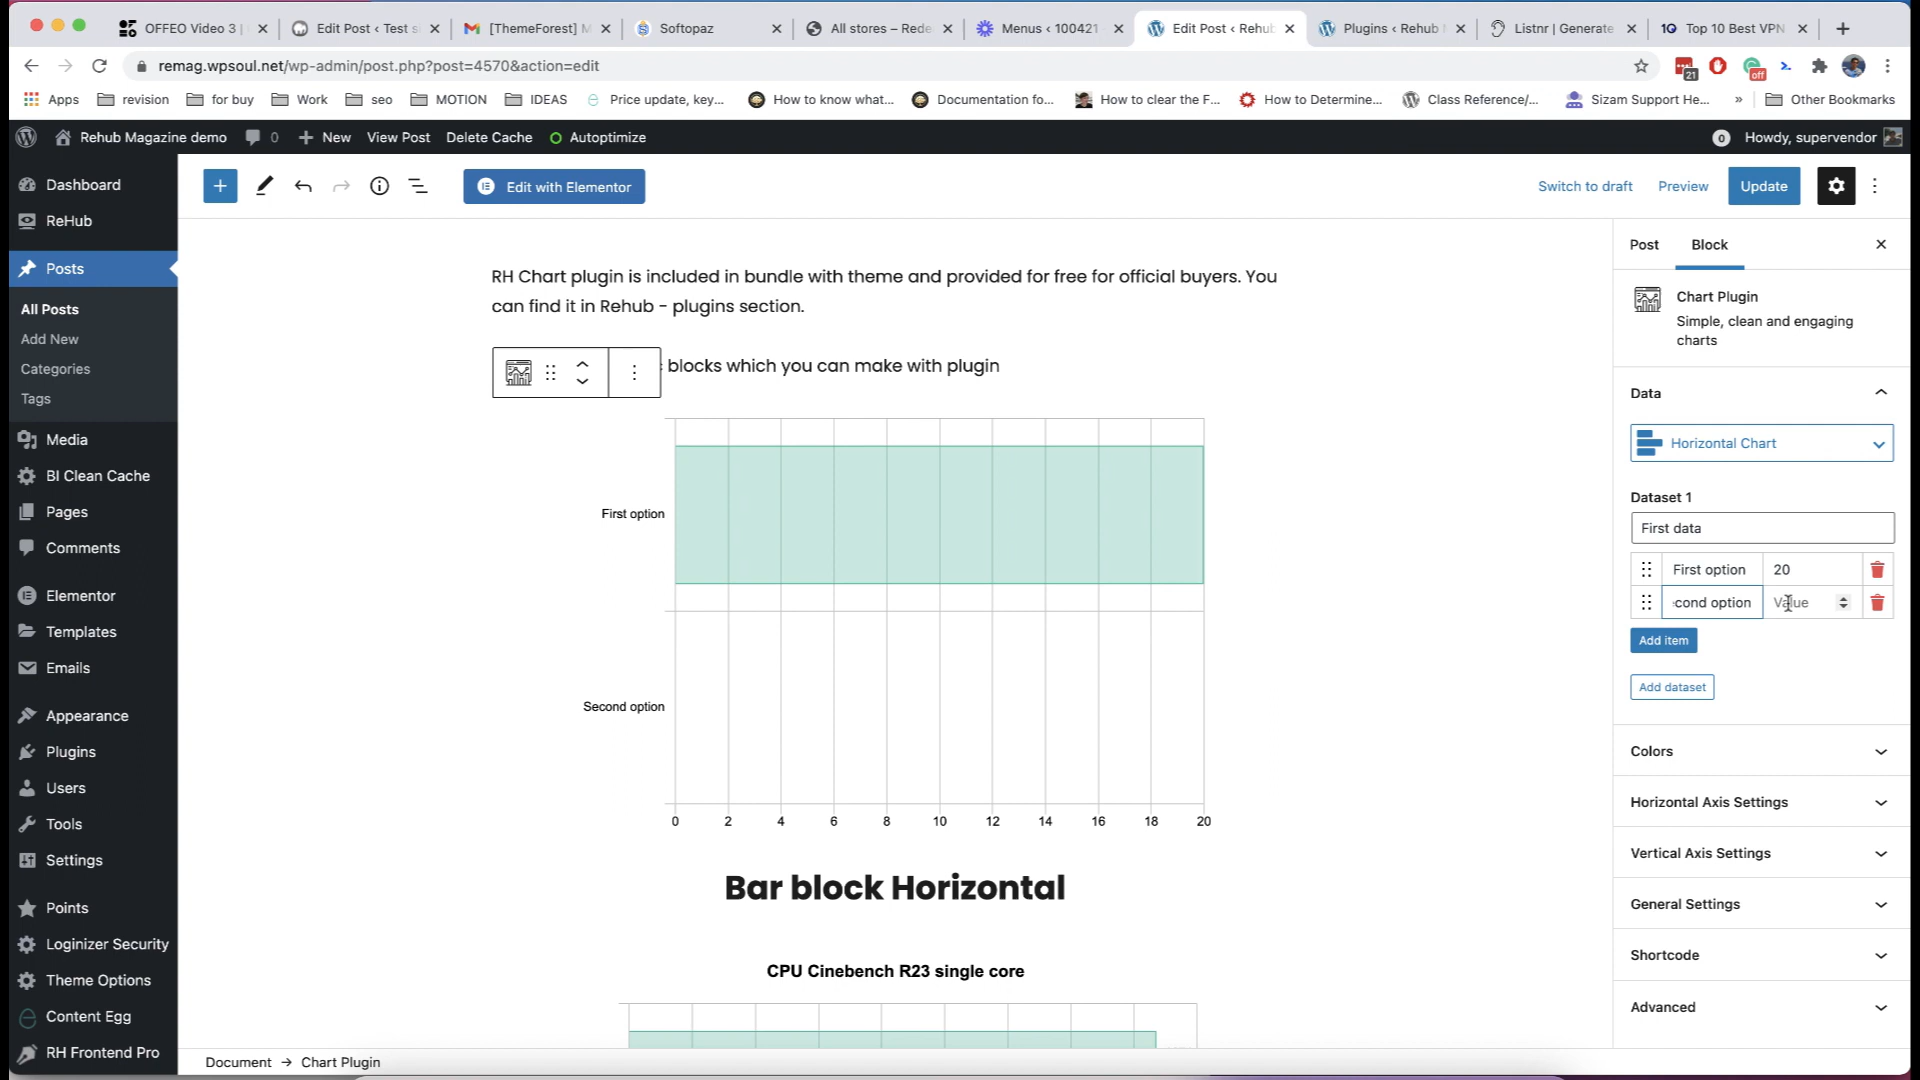 OFFEO Video 3 |
Edit Post ‹ Test s
[ThemeForest] M
Softopaz
All stores – Rede
Menus ‹ 100421
Edit Post ‹ Rehub
Plugins ‹ Rehub
Listnr | Generate
1Q Top 10 Best VPN
remag.wpsoul.net/wp-admin/post.php?post=4570&action=edit
21
off
Apps
revision
for buy
Work
seo
MOTION
IDEAS
Price update, key...
How to know what...
Documentation fo...
How to clear the F...
How to Determine...
Class Reference/...
Sizam Support He...
»
Other Bookmarks
Rehub Magazine demo
0
New
View Post
Delete Cache
Autoptimize
0
Howdy, supervendor
Dashboard
ReHub
Posts
All Posts
Add New
Categories
Tags
Media
BI Clean Cache
Pages
Comments
Elementor
Templates
Emails
Appearance
Plugins
Users
Tools
Settings
Points
Loginizer Security
Theme Options
Content Egg
RH Frontend Pro
Edit with Elementor
Switch to draft
Preview
Update
RH Chart plugin is included in bundle with theme and provided for free for official buyers. You
can find it in Rehub - plugins section.
blocks which you can make with plugin
First option
Second option
0 2 4 6 8 10 12 14 16 18 20
Bar block Horizontal
CPU Cinebench R23 single core
Post
Block
Chart Plugin
Simple, clean and engaging
charts
Data
Horizontal Chart
Dataset 1
First data
First option 20
cond option Value
Add item
Add dataset
Colors
Horizontal Axis Settings
Vertical Axis Settings
General Settings
Shortcode
Advanced
Document → Chart Plugin